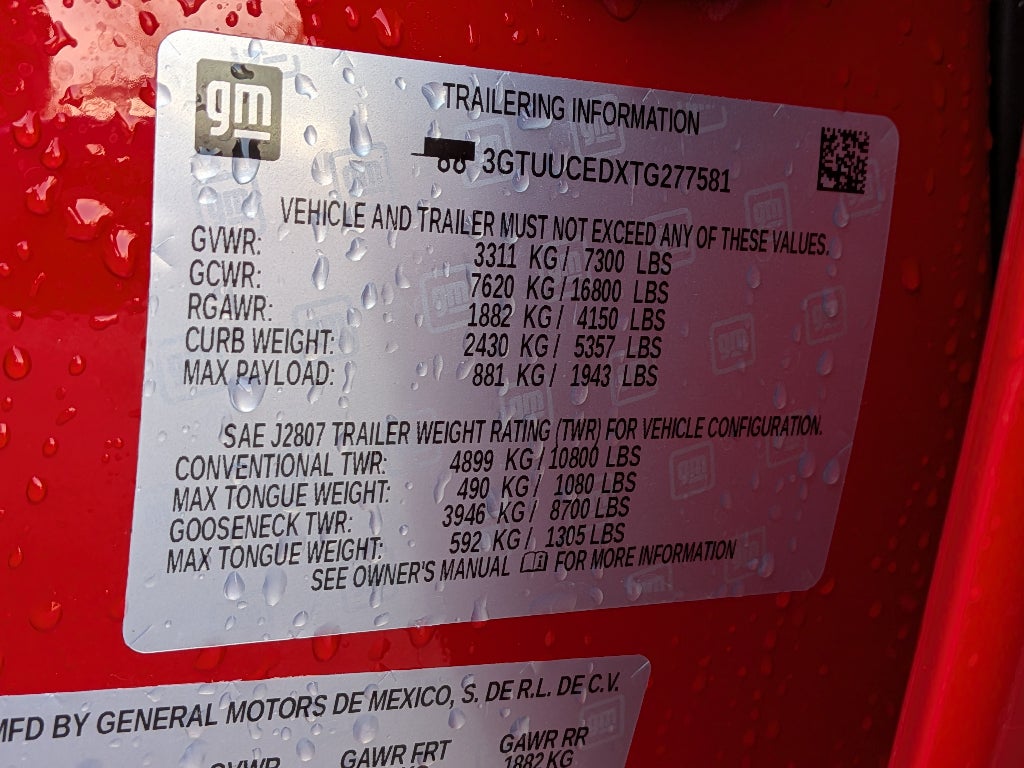 gm
TRAILERING INFORMATION
3GTUUCEDXTG277581
VEHICLE AND TRAILER MUST NOT EXCEED ANY OF THESE VALUES.
GVWR: 3311 KG / 7300 LBS
GCWR: 7620 KG / 16800 LBS
RGAWR: 1882 KG / 4150 LBS
CURB WEIGHT: 2430 KG / 5357 LBS
MAX PAYLOAD: 881 KG / 1943 LBS
SAE J2807 TRAILER WEIGHT RATING (TWR) FOR VEHICLE CONFIGURATION.
CONVENTIONAL TWR: 4899 KG / 10800 LBS
MAX TONGUE WEIGHT: 490 KG / 1080 LBS
GOOSENECK TWR: 3946 KG / 8700 LBS
MAX TONGUE WEIGHT: 592 KG / 1305 LBS
SEE OWNER'S MANUAL FOR MORE INFORMATION
MFD BY GENERAL MOTORS DE MEXICO, S. DE R.L. DE C.V.
GVWR GAWR FRT GAWR RR
1882 KG